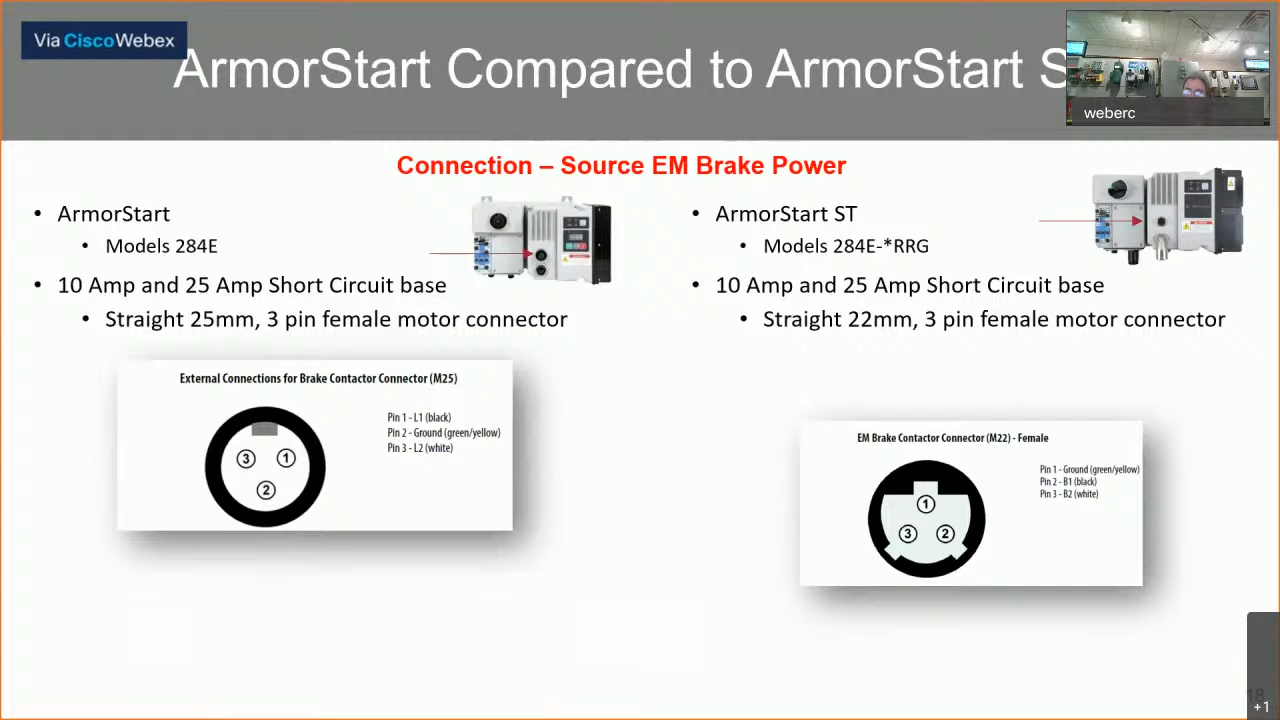 Via CiscoWebex
ArmorStart Compared to ArmorStart S
weberc
Connection – Source EM Brake Power
• ArmorStart
• Models 284E
• 10 Amp and 25 Amp Short Circuit base
• Straight 25mm, 3 pin female motor connector
External Connections for Brake Contactor Connector (M25)
Pin 1 - L1 (black)
Pin 2 - Ground (green/yellow)
Pin 3 - L2 (white)
3 1
2
• ArmorStart ST
• Models 284E-*RRG
• 10 Amp and 25 Amp Short Circuit base
• Straight 22mm, 3 pin female motor connector
EM Brake Contactor Connector (M22) - Female
Pin 1 - Ground (green/yellow)
Pin 2 - B1 (black)
Pin 3 - B2 (white)
1
3 2
18
+1